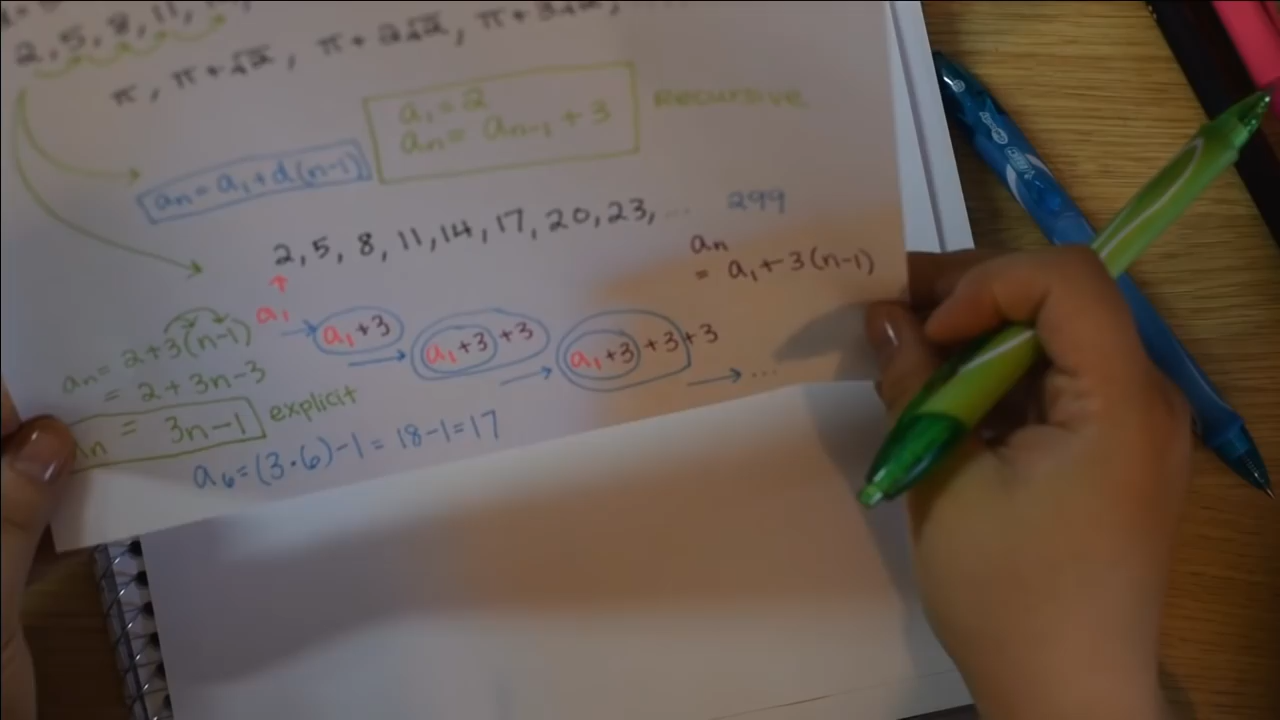 2, 5, 8, 11,
π, π+√2, π+2√2, π+3√2,
a₁ = 2
aₙ = aₙ₋₁ + 3
recursive
aₙ = a₁ + d(n-1)
2, 5, 8, 11, 14, 17, 20, 23, ... 299
aₙ
= a₁ + 3(n-1)
a₁
a₁+3
a₁+3+3
a₁+3+3+3
...
aₙ = 2+3(n-1)
= 2+3n-3
aₙ = 3n-1
explicit
a₆ = (3·6)-1 = 18-1 = 17